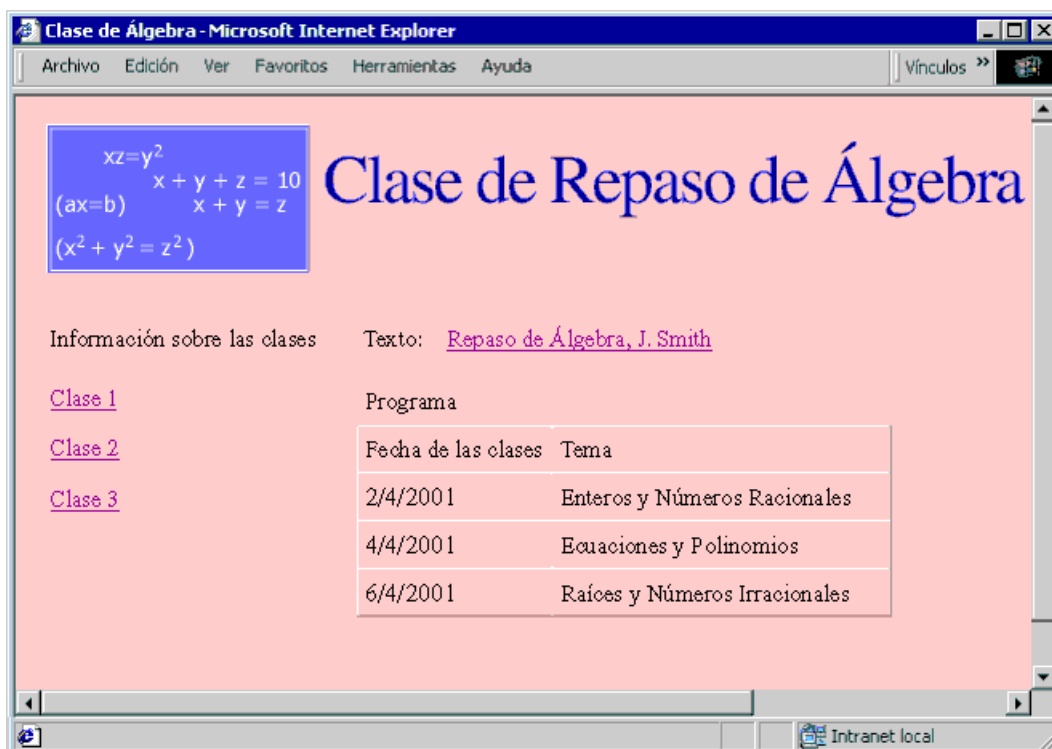 Clase de Álgebra - Microsoft Internet Explorer
Archivo Edición Ver Favoritos Herramientas Ayuda Vínculos »
xz=y²
x + y + z = 10
(ax=b) x + y = z
(x² + y² = z²)
Clase de Repaso de Álgebra
Información sobre las clases
Texto: Repaso de Álgebra, J. Smith
Clase 1
Clase 2
Clase 3
Programa
Fecha de las clases Tema
2/4/2001 Enteros y Números Racionales
4/4/2001 Ecuaciones y Polinomios
6/4/2001 Raíces y Números Irracionales
Intranet local